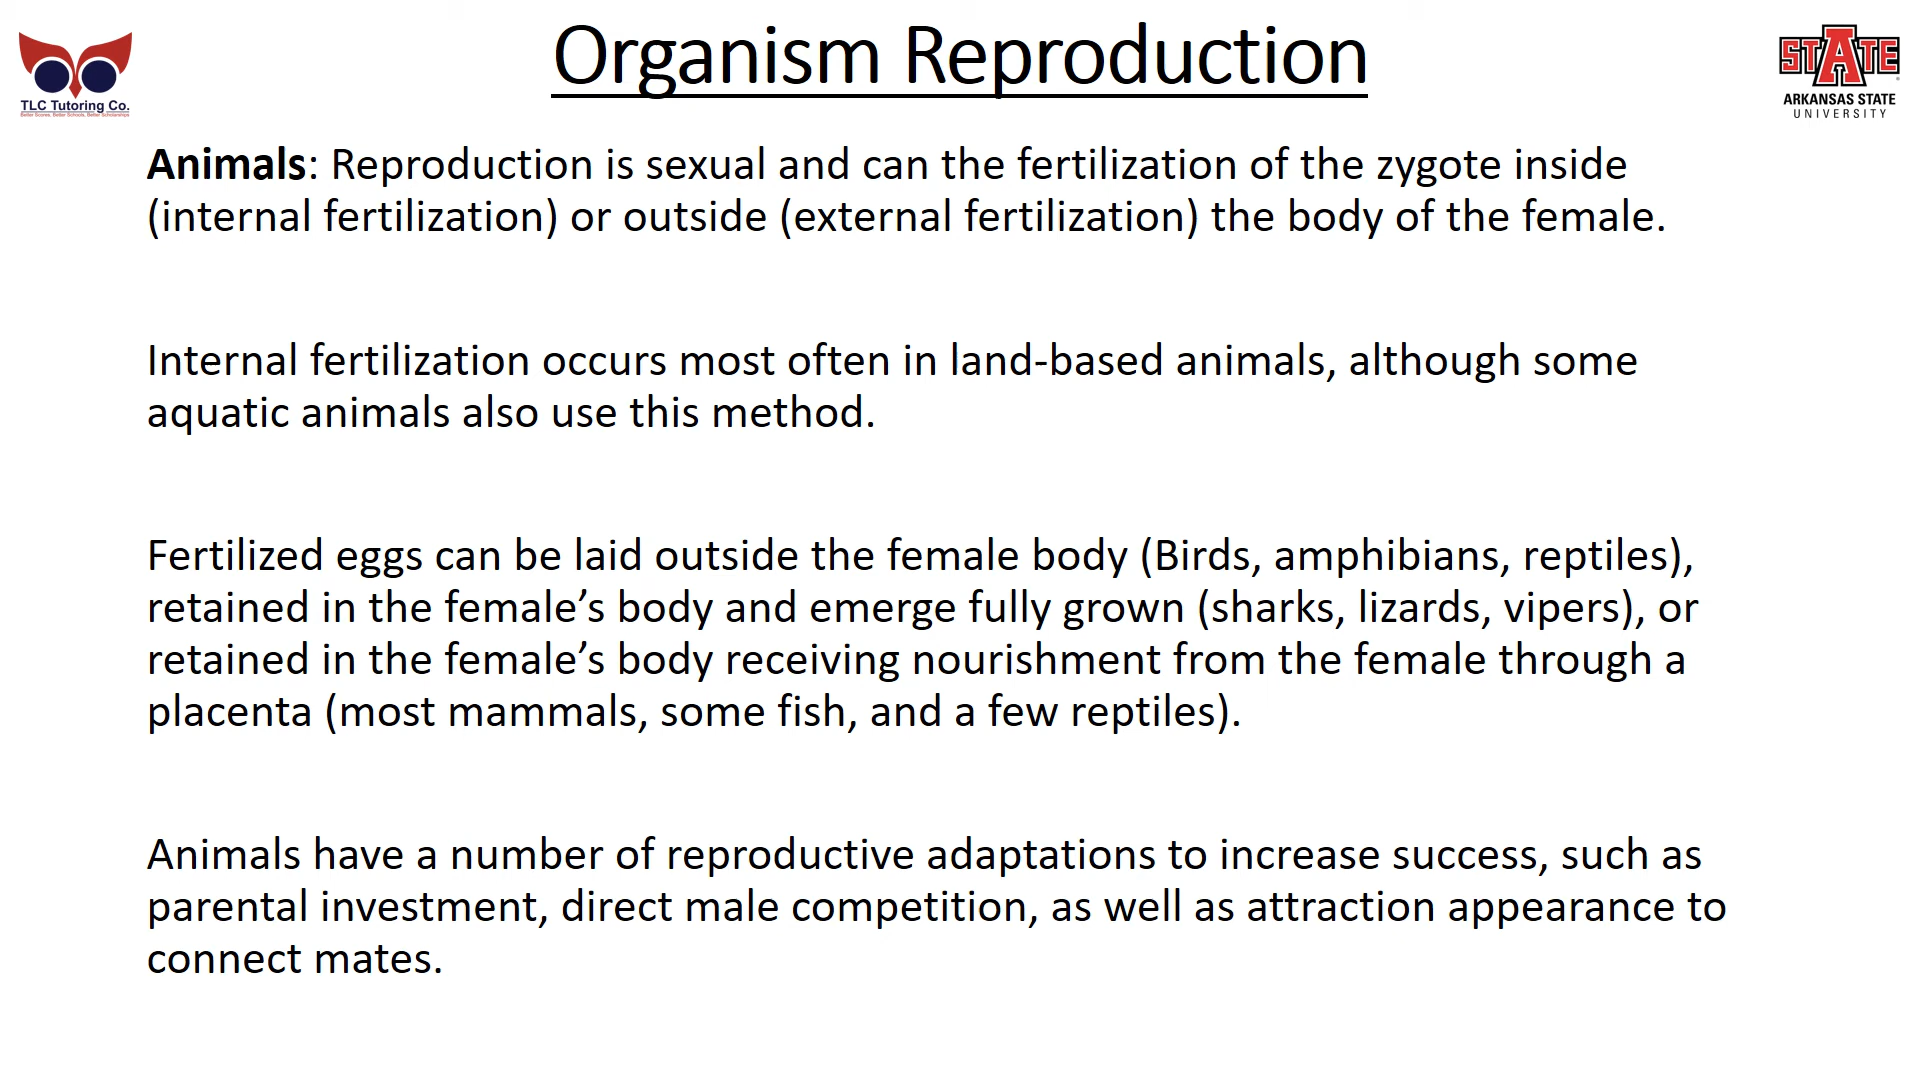 Organism Reproduction
TLC Tutoring Co.
Better Scores, Better Schools, Better Scholarships
STATE
ARKANSAS STATE
UNIVERSITY
Animals: Reproduction is sexual and can the fertilization of the zygote inside
(internal fertilization) or outside (external fertilization) the body of the female.
Internal fertilization occurs most often in land-based animals, although some
aquatic animals also use this method.
Fertilized eggs can be laid outside the female body (Birds, amphibians, reptiles),
retained in the female’s body and emerge fully grown (sharks, lizards, vipers), or
retained in the female’s body receiving nourishment from the female through a
placenta (most mammals, some fish, and a few reptiles).
Animals have a number of reproductive adaptations to increase success, such as
parental investment, direct male competition, as well as attraction appearance to
connect mates.